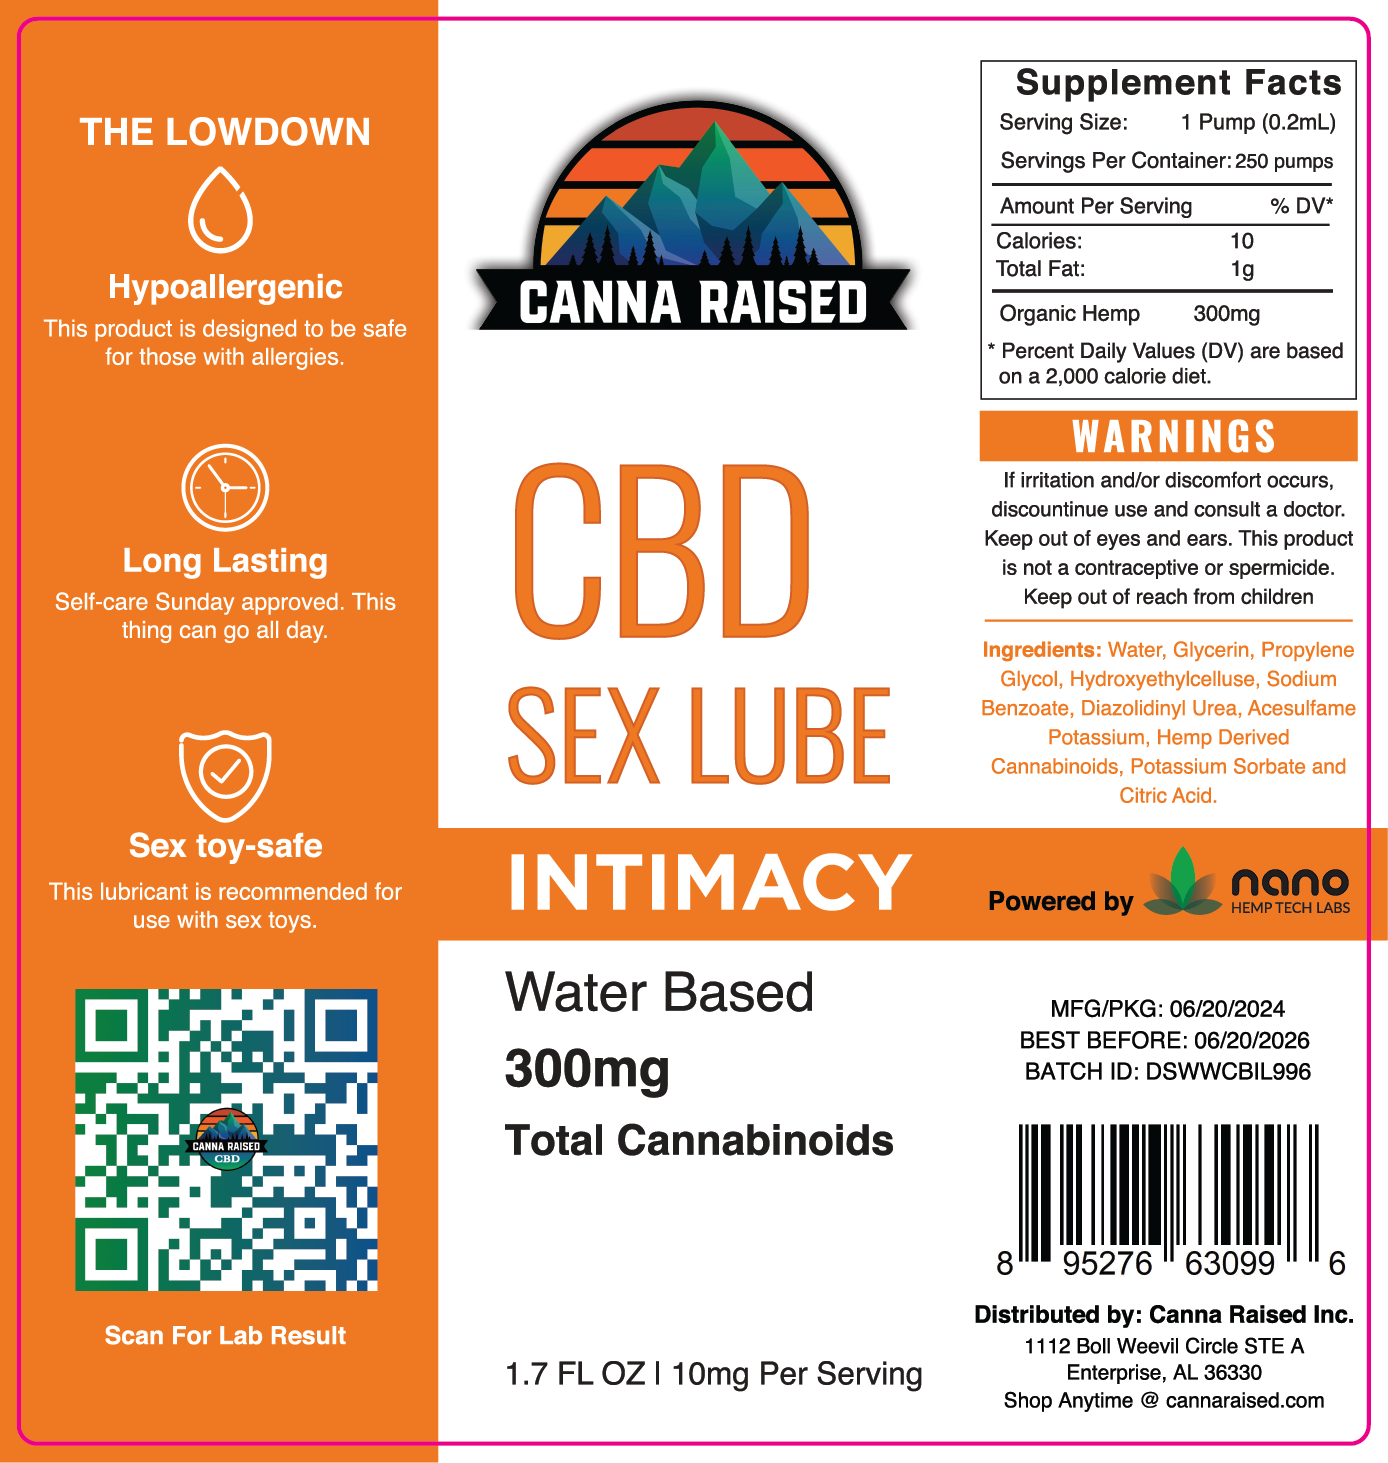 THE LOWDOWN
Hypoallergenic
This product is designed to be safe
for those with allergies.
Long Lasting
Self-care Sunday approved. This
thing can go all day.
Sex toy-safe
This lubricant is recommended for
use with sex toys.
CANNA RAISED
CBD
Scan For Lab Result
CANNA RAISED
CBD
SEX LUBE
INTIMACY
Water Based
300mg
Total Cannabinoids
1.7 FL OZ | 10mg Per Serving
Supplement Facts
Serving Size: 1 Pump (0.2mL)
Servings Per Container: 250 pumps
Amount Per Serving % DV*
Calories: 10
Total Fat: 1g
Organic Hemp 300mg
* Percent Daily Values (DV) are based
on a 2,000 calorie diet.
WARNINGS
If irritation and/or discomfort occurs,
discountinue use and consult a doctor.
Keep out of eyes and ears. This product
is not a contraceptive or spermicide.
Keep out of reach from children
Ingredients: Water, Glycerin, Propylene
Glycol, Hydroxyethylcelluse, Sodium
Benzoate, Diazolidinyl Urea, Acesulfame
Potassium, Hemp Derived
Cannabinoids, Potassium Sorbate and
Citric Acid.
Powered by nano
HEMP TECH LABS
MFG/PKG: 06/20/2024
BEST BEFORE: 06/20/2026
BATCH ID: DSWWCBIL996
8 95276 63099 6
Distributed by: Canna Raised Inc.
1112 Boll Weevil Circle STE A
Enterprise, AL 36330
Shop Anytime @ cannaraised.com